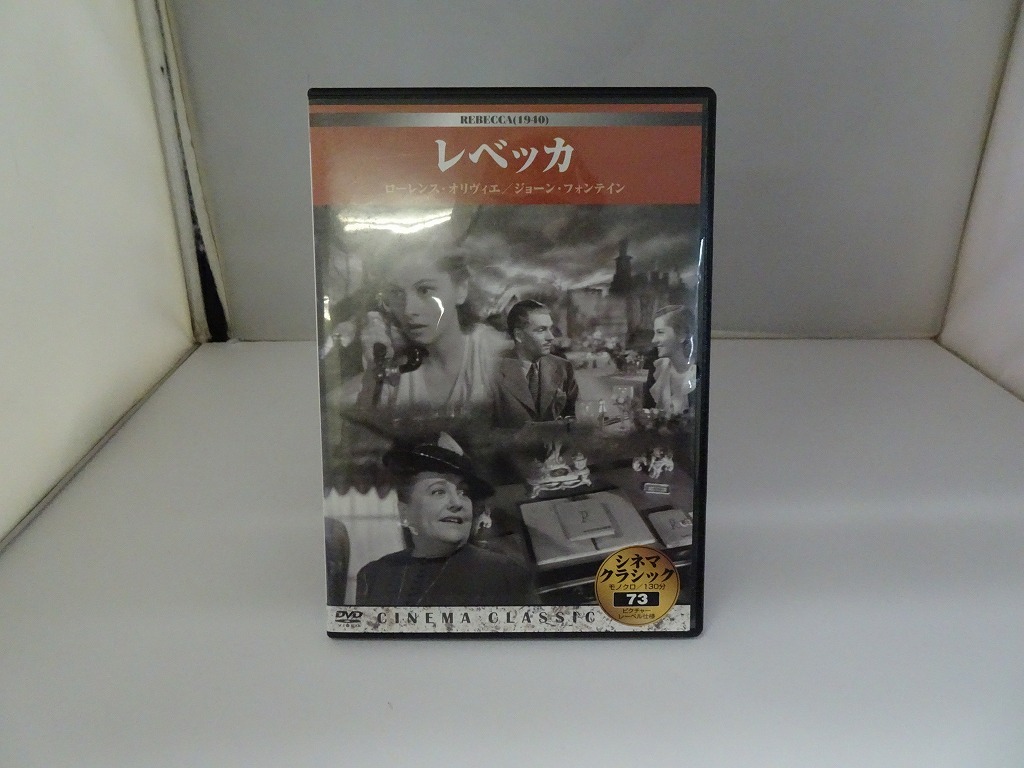 REBECCA(1940)
レベッカ
ローレンス・オリヴィエ／ジョーン・フォンテイン
R
シネマ
クラシック
モノクロ／130分
73
ピクチャー
レーベル仕様
DVD
CINEMA CLASSIC